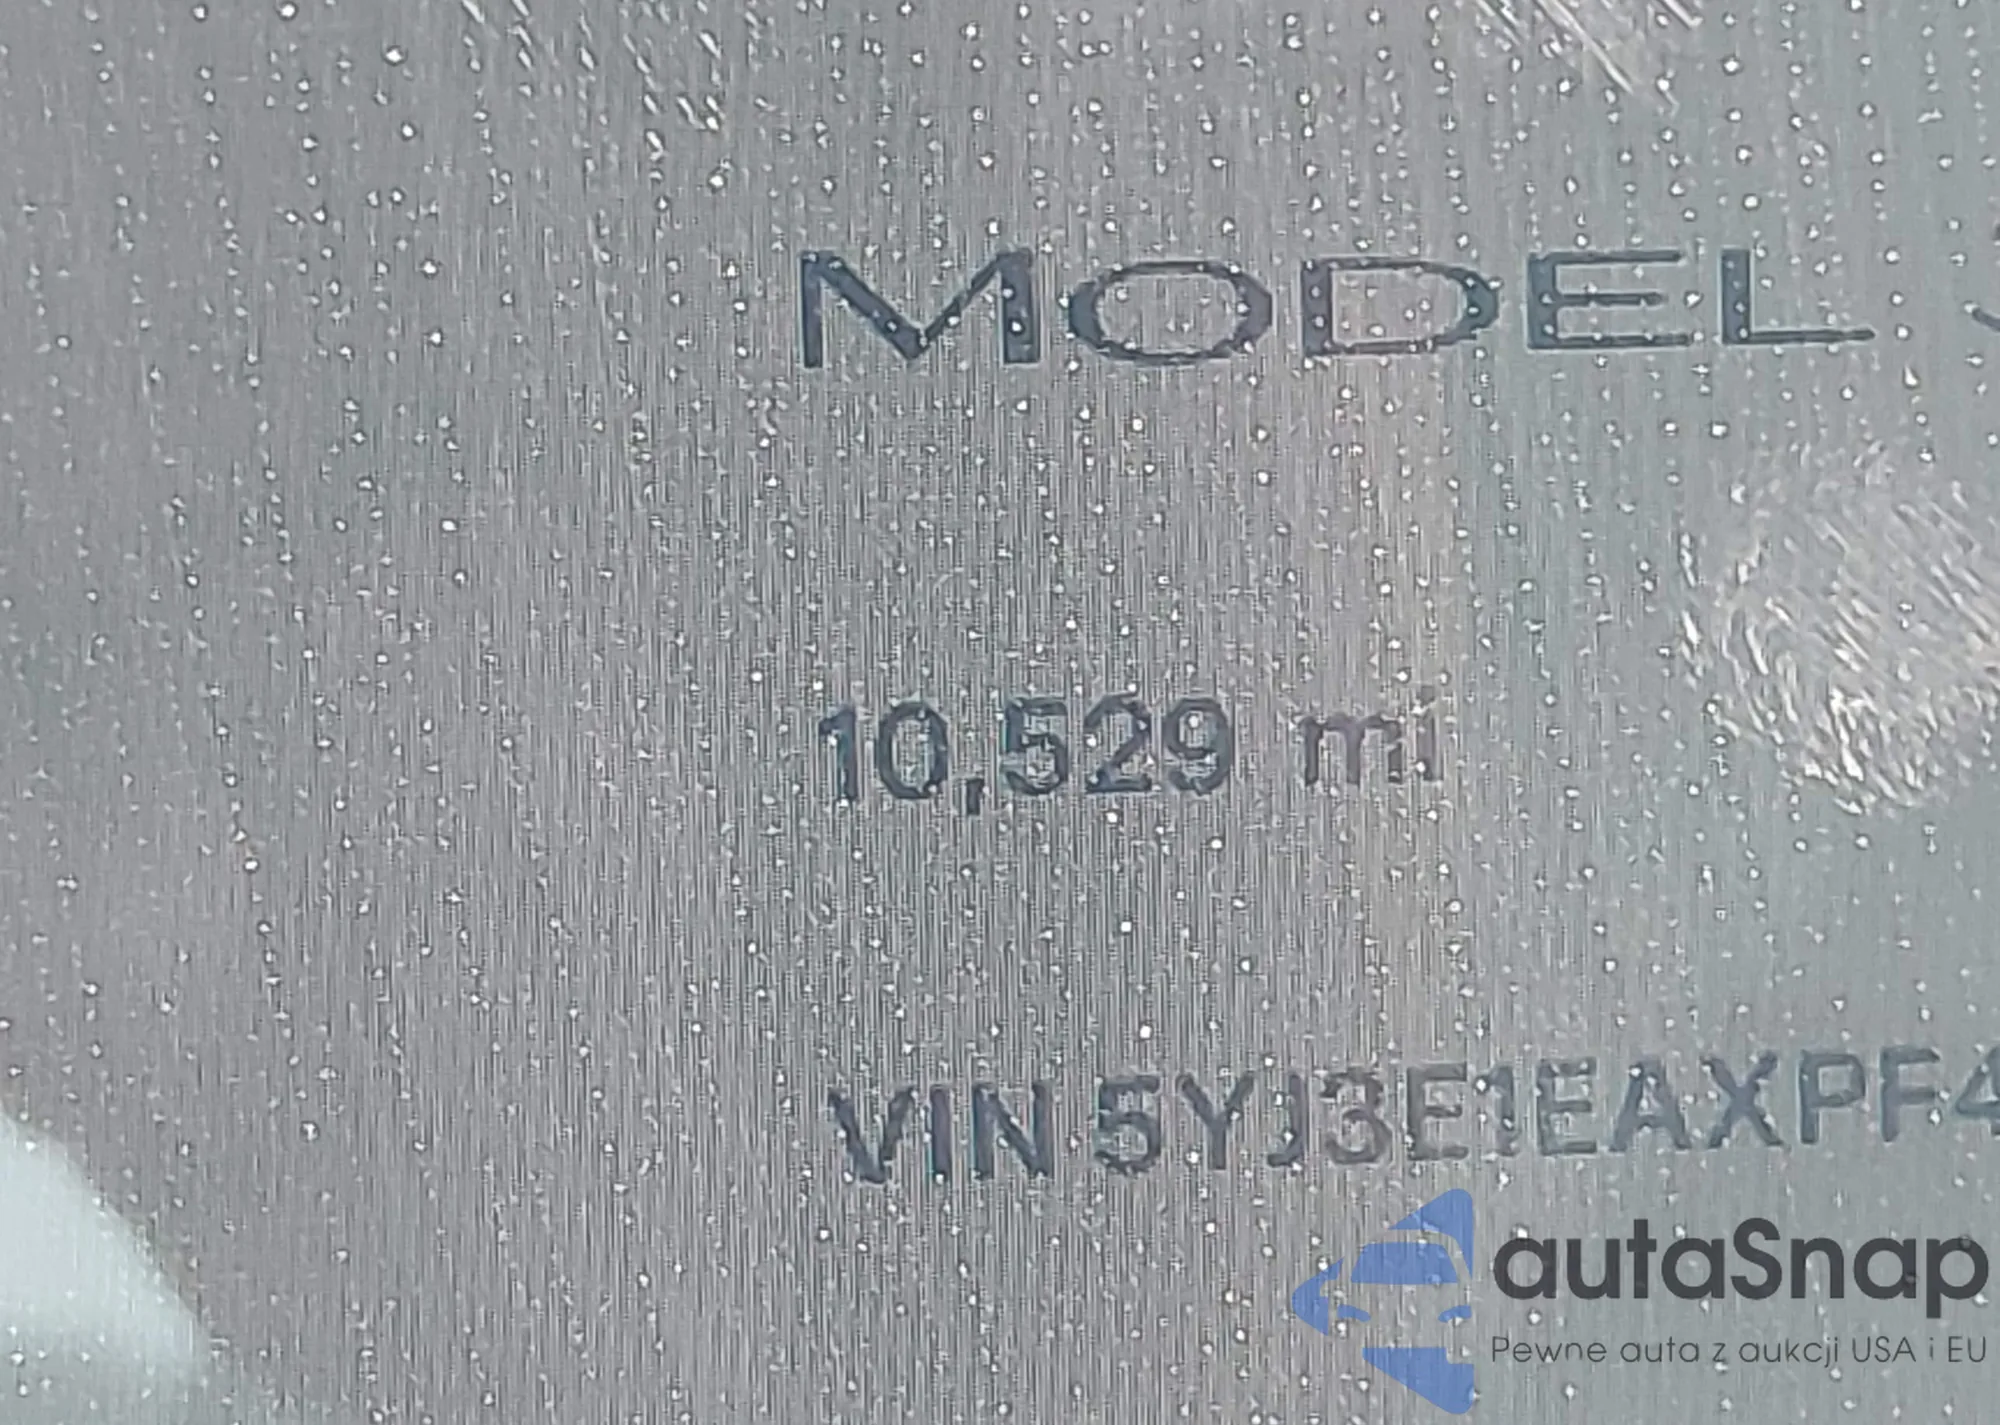 MODEL
10,529 mi
VIN 5YJ3E1EAXPF4
autaSnap
Pewne auta z aukcji USA i EU